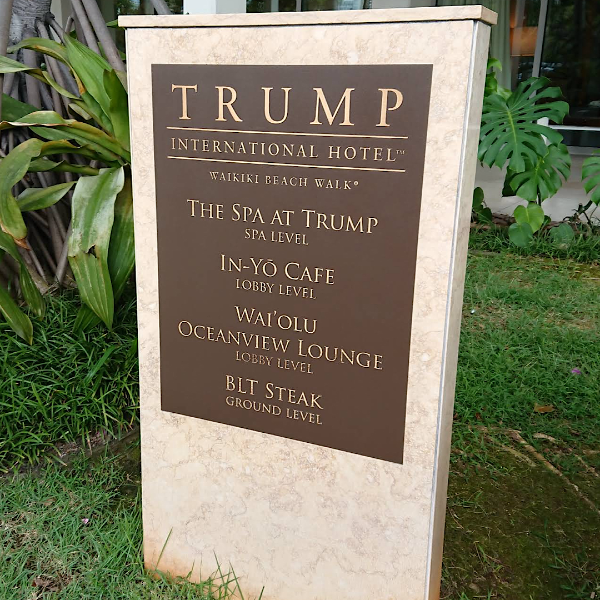 TRUMP
INTERNATIONAL HOTEL™
WAIKIKI BEACH WALK®
THE SPA AT TRUMP
SPA LEVEL
IN-YŌ CAFE
LOBBY LEVEL
WAI'OLU
OCEANVIEW LOUNGE
LOBBY LEVEL
BLT STEAK
GROUND LEVEL